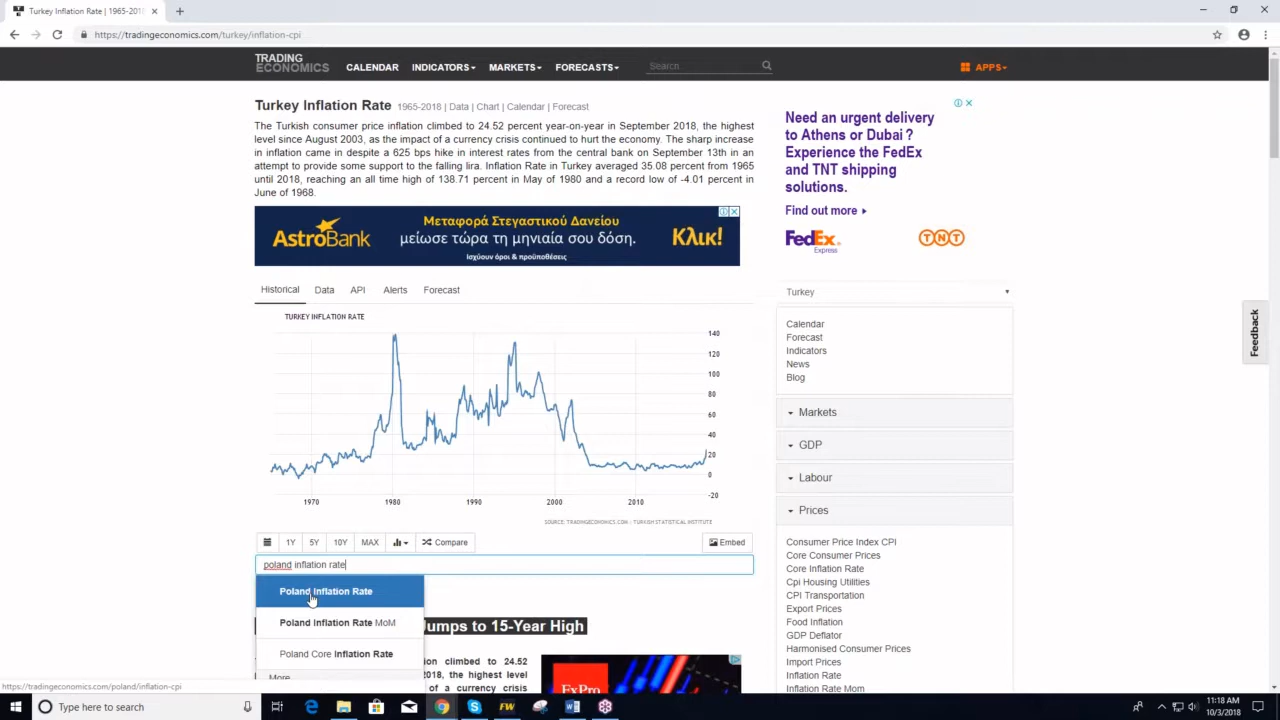 Turkey Inflation Rate | 1965-2018
https://tradingeconomics.com/turkey/inflation-cpi
TRADING
ECONOMICS
CALENDAR
INDICATORS
MARKETS
FORECASTS
Search
APPS
Turkey Inflation Rate 1965-2018 | Data | Chart | Calendar | Forecast
The Turkish consumer price inflation climbed to 24.52 percent year-on-year in September 2018, the highest
level since August 2003, as the impact of a currency crisis continued to hurt the economy. The sharp increase
in inflation came in despite a 625 bps hike in interest rates from the central bank on September 13th in an
attempt to provide some support to the falling lira. Inflation Rate in Turkey averaged 35.08 percent from 1965
until 2018, reaching an all time high of 138.71 percent in May of 1980 and a record low of -4.01 percent in
June of 1968.
AstroBank
Μεταφορά Στεγαστικού Δανείου
μείωσε τώρα τη μηνιαία σου δόση.
Ισχύουν όροι & προϋποθέσεις
Κλικ!
Need an urgent delivery
to Athens or Dubai?
Experience the FedEx
and TNT shipping
solutions.
Find out more
FedEx
Express
TNT
Historical
Data
API
Alerts
Forecast
TURKEY INFLATION RATE
140
120
100
80
60
40
20
0
-20
1970
1980
1990
2000
2010
SOURCE: TRADINGECONOMICS.COM | TURKISH STATISTICAL INSTITUTE
1Y
5Y
10Y
MAX
Compare
Embed
poland inflation rate
Poland Inflation Rate
Poland Inflation Rate MoM
Poland Core Inflation Rate
More
Jumps to 15-Year High
ion climbed to 24.52
2018, the highest
of a currency crisis
ExPro
Turkey
Calendar
Forecast
Indicators
News
Blog
Markets
GDP
Labour
Prices
Consumer Price Index CPI
Core Consumer Prices
Core Inflation Rate
Cpi Housing Utilities
CPI Transportation
Export Prices
Food Inflation
GDP Deflator
Harmonised Consumer Prices
Import Prices
Inflation Rate
Inflation Rate Mom
Feedback
https://tradingeconomics.com/poland/inflation-cpi
Type here to search
FW
11:18 AM
10/3/2018